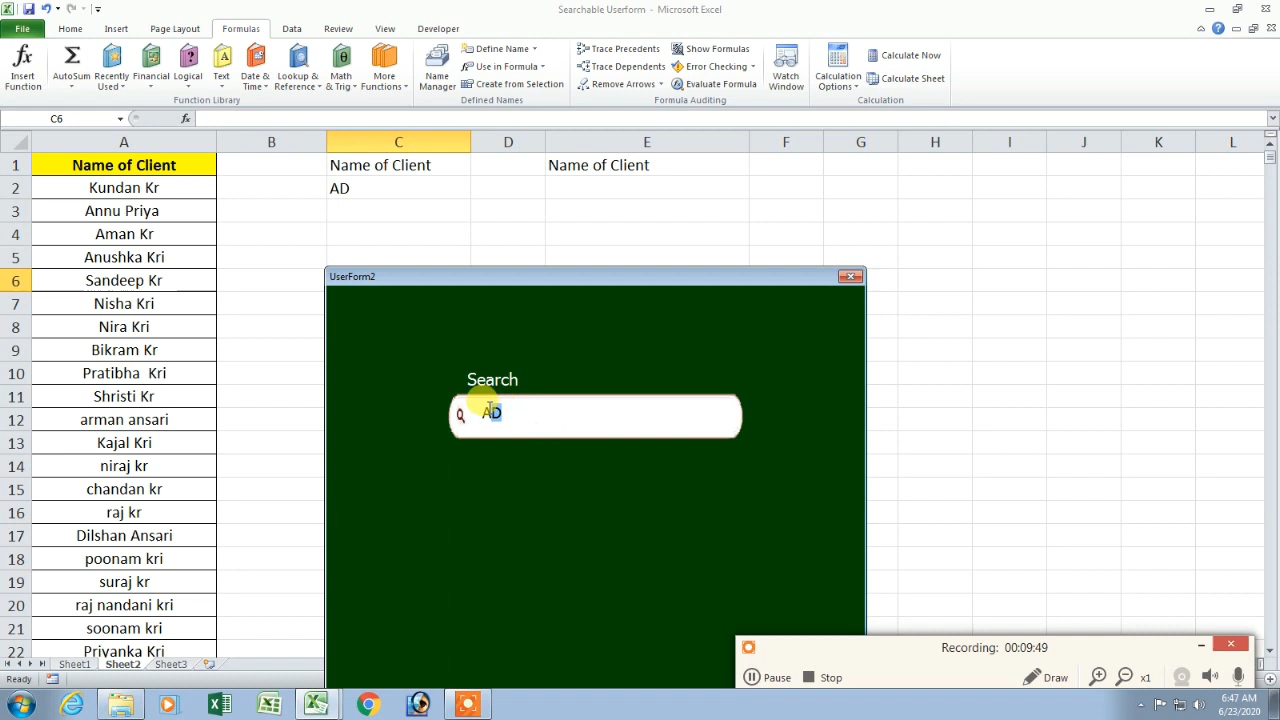 Searchable Userform - Microsoft Excel
File Home Insert Page Layout Formulas Data Review View Developer
fx Insert Function
Σ AutoSum
Recently Used
Financial
Logical
A Text
Date & Time
Lookup & Reference
θ Math & Trig
More Functions
Function Library
Name Manager
Define Name
Use in Formula
Create from Selection
Defined Names
Trace Precedents
Trace Dependents
Remove Arrows
Show Formulas
Error Checking
Evaluate Formula
Formula Auditing
Watch Window
Calculation Options
Calculate Now
Calculate Sheet
Calculation
C6 fx
A B C D E F G H I J K L
1 Name of Client Name of Client Name of Client
2 Kundan Kr AD
3 Annu Priya
4 Aman Kr
5 Anushka Kri
6 Sandeep Kr
7 Nisha Kri
8 Nira Kri
9 Bikram Kr
10 Pratibha Kri
11 Shristi Kr
12 arman ansari
13 Kajal Kri
14 niraj kr
15 chandan kr
16 raj kr
17 Dilshan Ansari
18 poonam kri
19 suraj kr
20 raj nandani kri
21 soonam kri
22 Priyanka Kri
UserForm2
Search
AD
Sheet1 Sheet2 Sheet3
Ready
Recording: 00:09:49
Pause Stop Draw x1
6:47 AM
6/23/2020